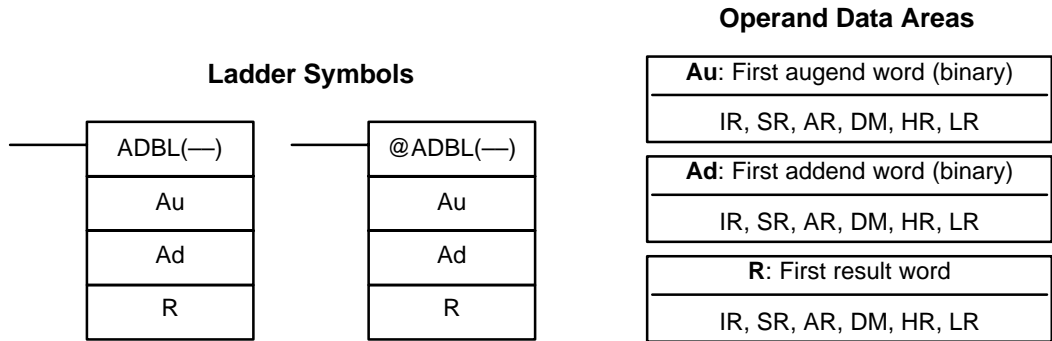 Operand Data Areas
Ladder Symbols
Au: First augend word (binary)
IR, SR, AR, DM, HR, LR
ADBL(––)
@ADBL(––)
Ad: First addend word (binary)
Au
Au
IR, SR, AR, DM, HR, LR
Ad
Ad
R: First result word
R
R
IR, SR, AR, DM, HR, LR